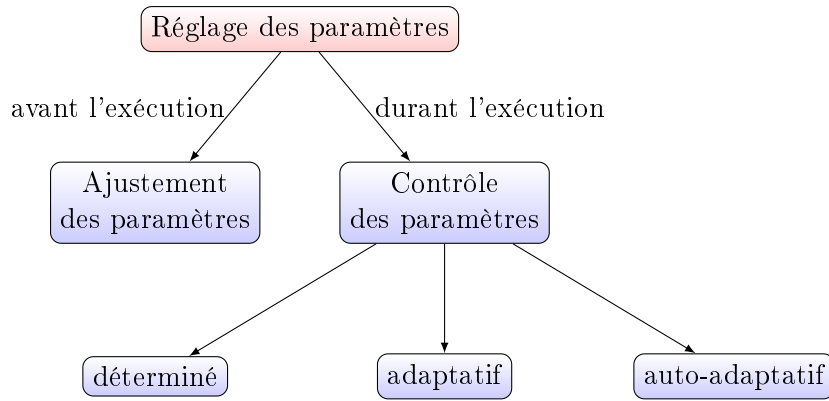 Réglage des paramètres
avant l'exécution
durant l'exécution
Ajustement
des paramètres
Contrôle
des paramètres
déterminé
adaptatif
auto-adaptatif